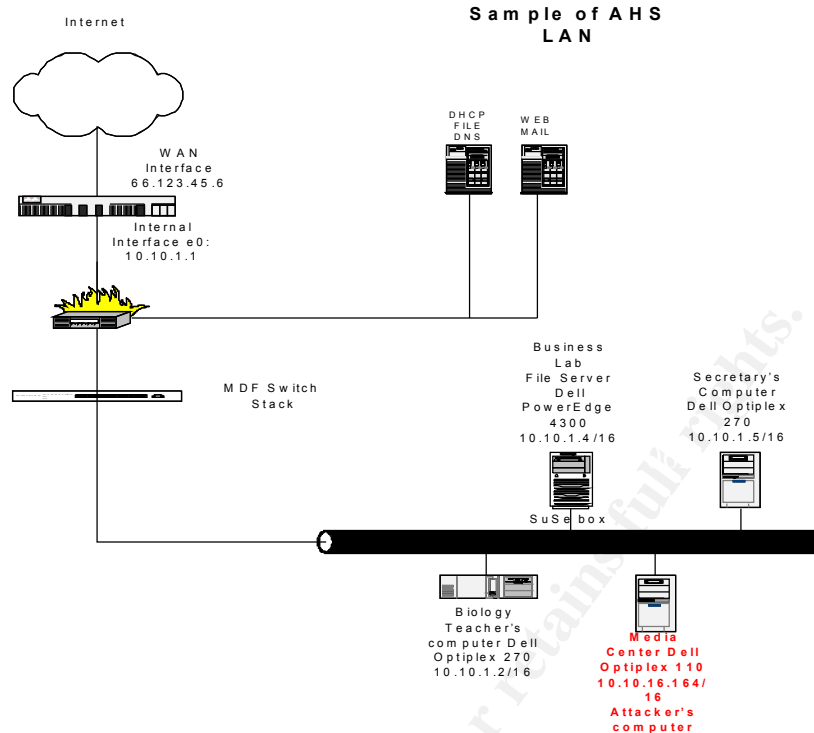 Sample of AHS
LAN
Internet
WAN
Interface
66.123.45.6
Internal
Interface e0:
10.10.1.1
DHCP
FILE
DNS
WEB
MAIL
MDF Switch
Stack
Business
Lab
File Server
Dell
PowerEdge
4300
10.10.1.4/16
SuSe box
Secretary's
Computer
Dell Optiplex
270
10.10.1.5/16
Biology
Teacher's
computer Dell
Optiplex 270
10.10.1.2/16
Media
Center Dell
Optiplex 110
10.10.16.164/
16
Attacker's
computer
r retains full rights.